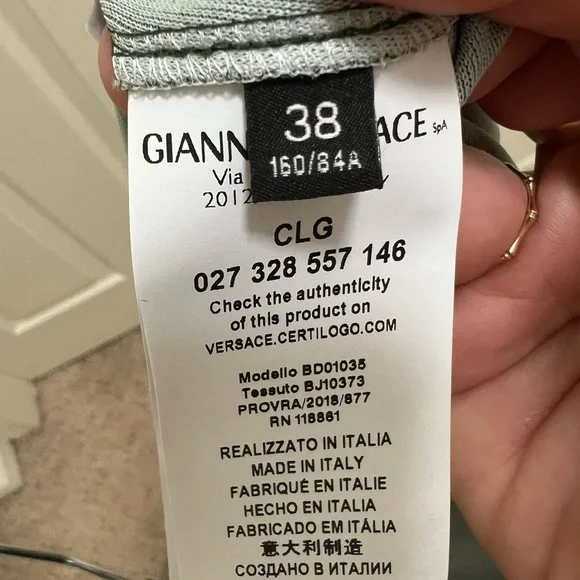 38
160/84A
GIANN ACE SpA
Via
2012
CLG
027 328 557 146
Check the authenticity
of this product on
VERSACE.CERTILOGO.COM
Modello BD01035
Tessuto BJ10373
PROVRA/2018/877
RN 118861
REALIZZATO IN ITALIA
MADE IN ITALY
FABRIQUÉ EN ITALIE
HECHO EN ITALIA
FABRICADO EM ITÁLIA
意大利制造
СОЗДАНО В ИТАЛИИ